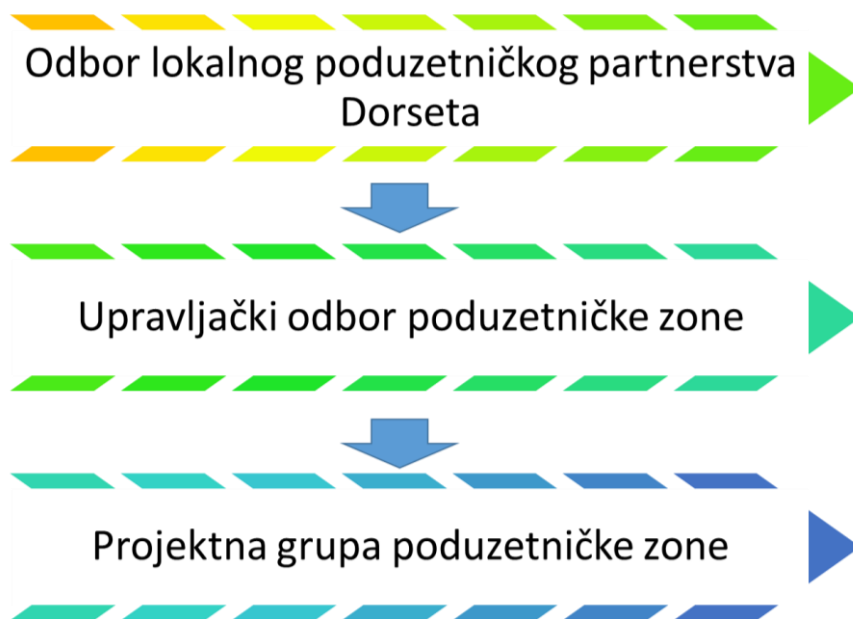 Odbor lokalnog poduzetničkog partnerstva
Dorseta
Upravljački odbor poduzetničke zone
Projektna grupa poduzetničke zone